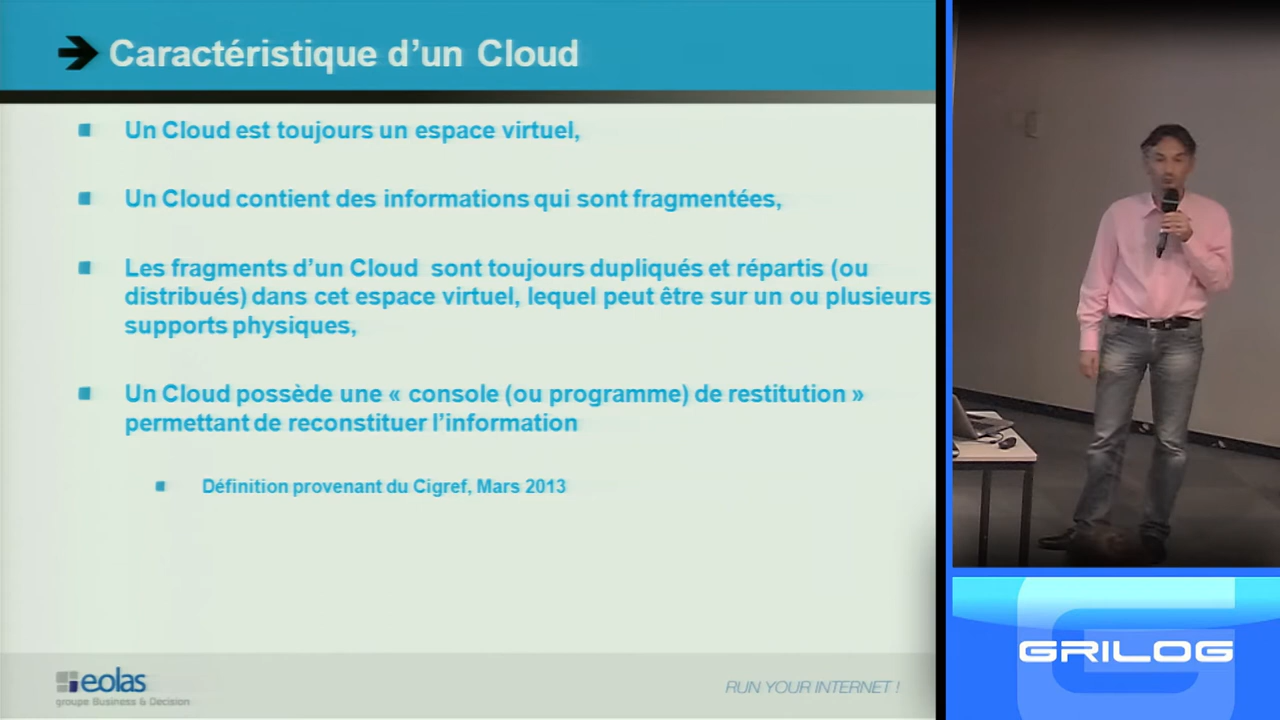 Caractéristique d'un Cloud
Un Cloud est toujours un espace virtuel,
Un Cloud contient des informations qui sont fragmentées,
Les fragments d'un Cloud sont toujours dupliqués et répartis (ou
distribués) dans cet espace virtuel, lequel peut être sur un ou plusieurs
supports physiques,
Un Cloud possède une « console (ou programme) de restitution »
permettant de reconstituer l'information
Définition provenant du Cigref, Mars 2013
eolas
groupe Business & Decision
RUN YOUR INTERNET !
GRILOG